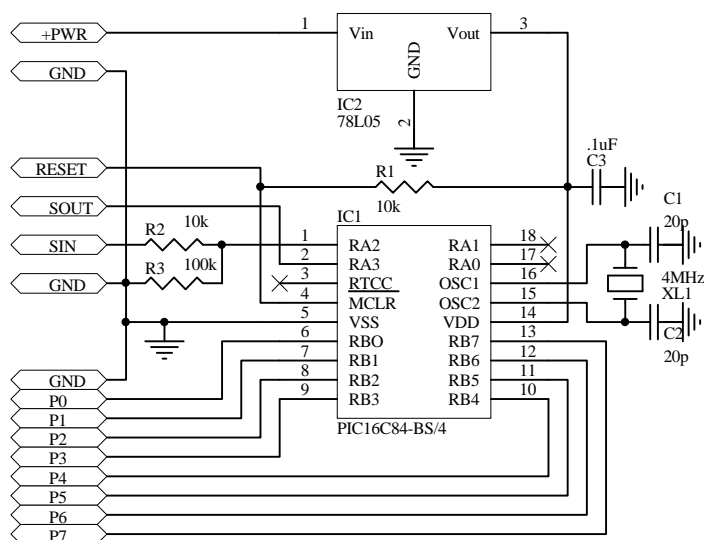 +PWR 1 Vin Vout 3
GND
GND
IC2
78L05
2
.1uF
C3
RESET
R1
10k
SOUT
IC1
C1
20p
R2 10k
SIN 1 RA2 RA1 18
2 RA3 RA0 17
R3 100k
GND 3 RTCC OSC1 16
4MHz
XL1
4 MCLR OSC2 15
5 VSS VDD 14
C2
20p
6 RBO RB7 13
7 RB1 RB6 12
8 RB2 RB5 11
9 RB3 RB4 10
PIC16C84-BS/4
GND
P0
P1
P2
P3
P4
P5
P6
P7